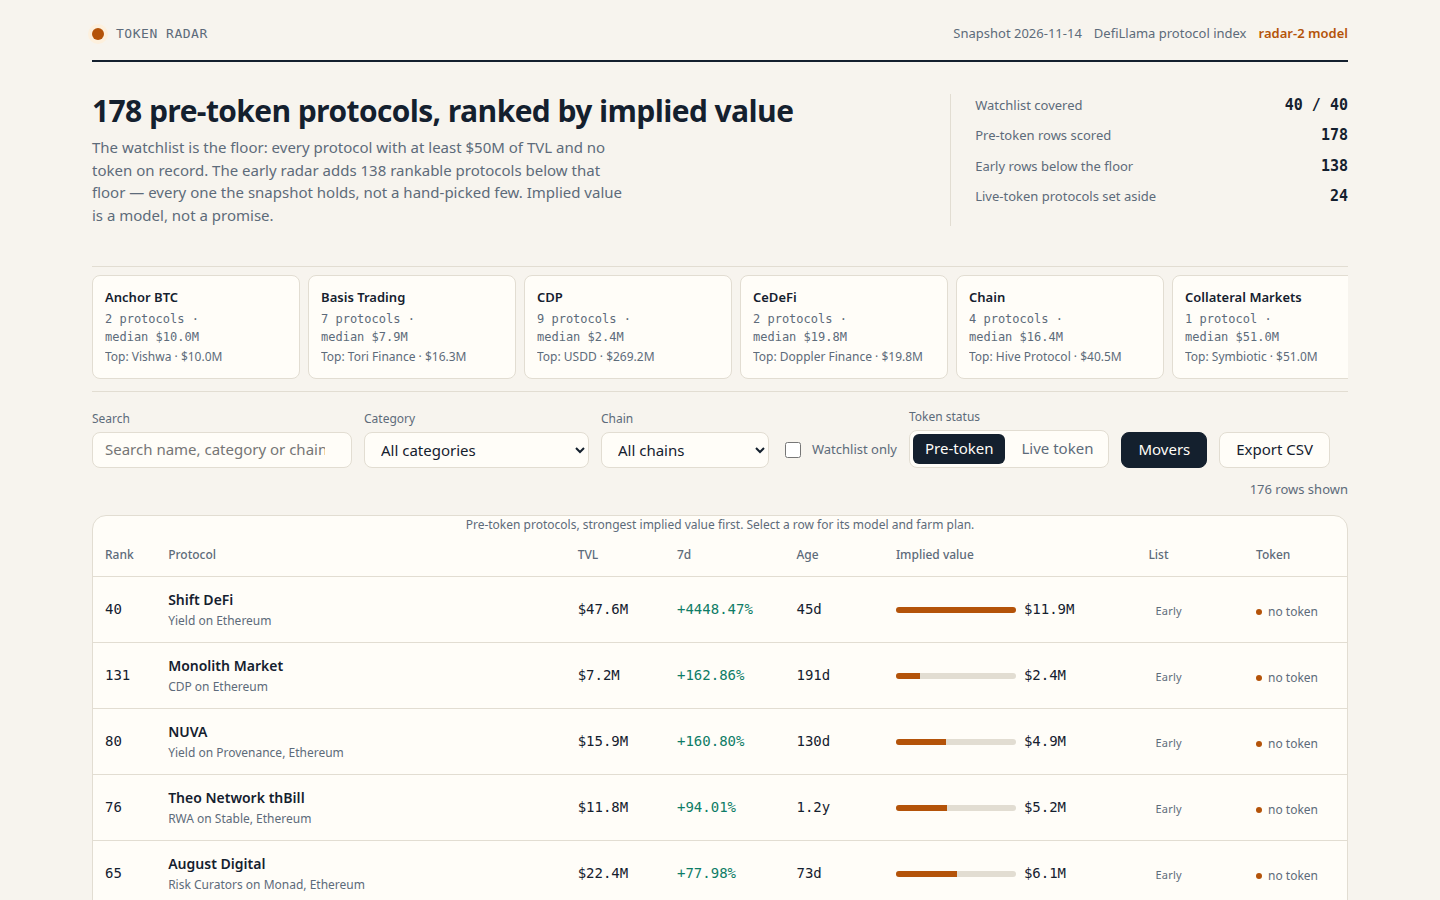 TOKEN RADAR
Snapshot 2026-11-14 DefiLlama protocol index radar-2 model
178 pre-token protocols, ranked by implied value
The watchlist is the floor: every protocol with at least $50M of TVL and no
token on record. The early radar adds 138 rankable protocols below that
floor — every one the snapshot holds, not a hand-picked few. Implied value
is a model, not a promise.
Watchlist covered 40 / 40
Pre-token rows scored 178
Early rows below the floor 138
Live-token protocols set aside 24
Anchor BTC
2 protocols ·
median $10.0M
Top: Vishwa · $10.0M
Basis Trading
7 protocols ·
median $7.9M
Top: Tori Finance · $16.3M
CDP
9 protocols ·
median $2.4M
Top: USDD · $269.2M
CeDeFi
2 protocols ·
median $19.8M
Top: Doppler Finance · $19.8M
Chain
4 protocols ·
median $16.4M
Top: Hive Protocol · $40.5M
Collateral Markets
1 protocol ·
median $51.0M
Top: Symbiotic · $51.0M
Search
Search name, category or chain
Category
All categories
Chain
All chains
Watchlist only
Token status
Pre-token Live token
Movers
Export CSV
176 rows shown
Pre-token protocols, strongest implied value first. Select a row for its model and farm plan.
Rank Protocol TVL 7d Age Implied value List Token
40 Shift DeFi $47.6M +4448.47% 45d $11.9M Early no token
Yield on Ethereum
131 Monolith Market $7.2M +162.86% 191d $2.4M Early no token
CDP on Ethereum
80 NUVA $15.9M +160.80% 130d $4.9M Early no token
Yield on Provenance, Ethereum
76 Theo Network thBill $11.8M +94.01% 1.2y $5.2M Early no token
RWA on Stable, Ethereum
65 August Digital $22.4M +77.98% 73d $6.1M Early no token
Risk Curators on Monad, Ethereum